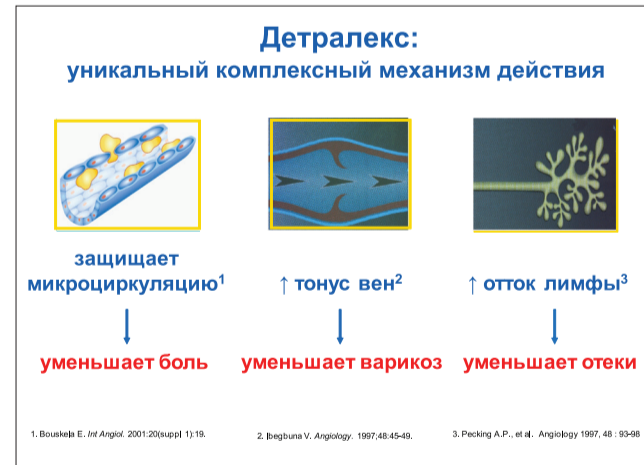 Детралекс:
уникальный комплексный механизм действия
защищает
микроциркуляцию¹
↑ тонус вен²
↑ отток лимфы³
уменьшает боль
уменьшает варикоз
уменьшает отеки
1. Bouskela E. Int Angiol. 2001:20(suppl 1):19.
2. Ibegbuna V. Angiology. 1997;48:45-49.
3. Pecking A.P., et al. Angiology 1997, 48 : 93-98